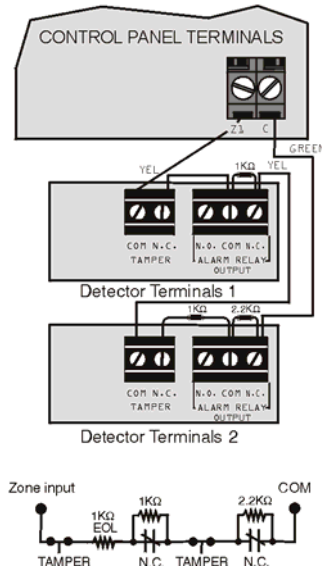 CONTROL PANEL TERMINALS
Z1 C
GREEN
YEL 1KΩ YEL
COM N.C. N.O. COM N.C.
TAMPER ALARM RELAY
OUTPUT
Detector Terminals 1
1KΩ 2.2KΩ
COM N.C. N.O. COM N.C.
TAMPER ALARM RELAY
OUTPUT
Detector Terminals 2
Zone input COM
1KΩ 2.2KΩ
1KΩ
EOL
TAMPER N.C. TAMPER N.C.